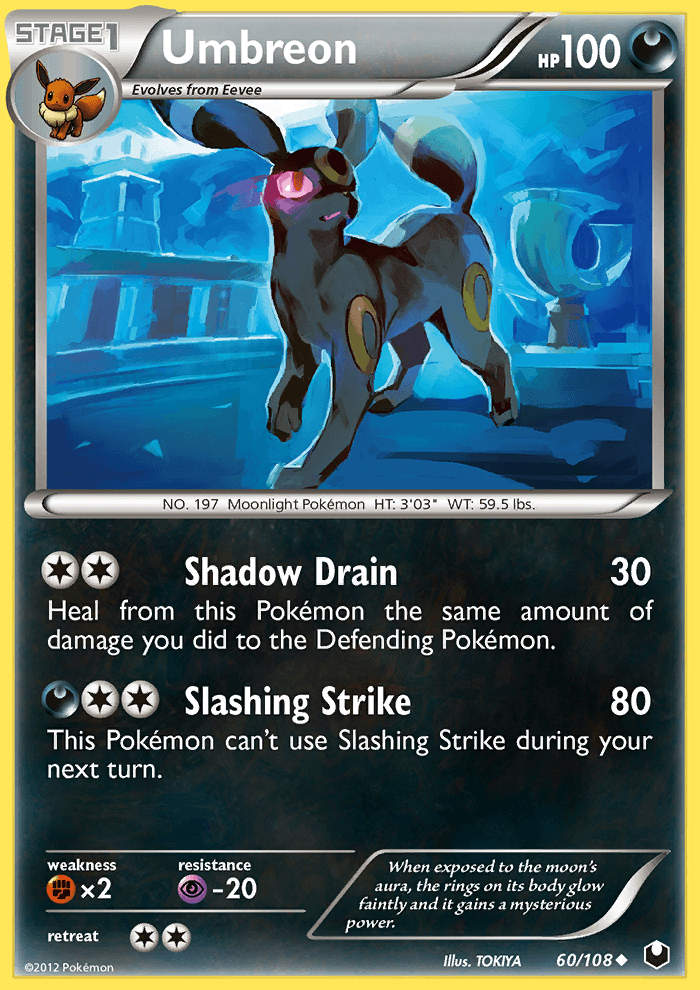 STAGE1
Umbreon
HP100
Evolves from Eevee
NO. 197 Moonlight Pokémon HT: 3'03" WT: 59.5 lbs.
Shadow Drain 30
Heal from this Pokémon the same amount of
damage you did to the Defending Pokémon.
Slashing Strike 80
This Pokémon can't use Slashing Strike during your
next turn.
weakness resistance
×2 -20
When exposed to the moon's
aura, the rings on its body glow
faintly and it gains a mysterious
power.
retreat
Illus. TOKIYA 60/108
©2012 Pokémon